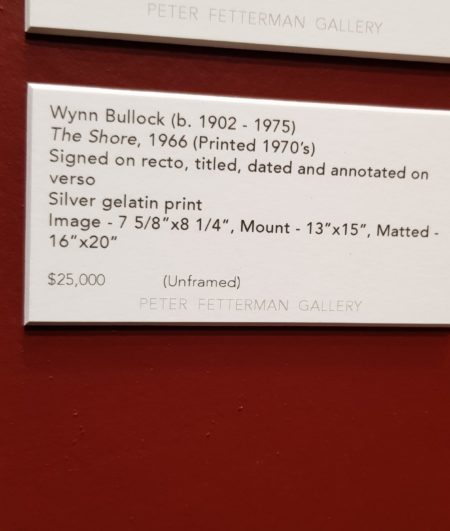 PETER FETTERMAN GALLERY
Wynn Bullock (b. 1902 - 1975)
The Shore, 1966 (Printed 1970's)
Signed on recto, titled, dated and annotated on
verso
Silver gelatin print
Image - 7 5/8"x8 1/4", Mount - 13"x15", Matted -
16"x20"
$25,000 (Unframed)
PETER FETTERMAN GALLERY